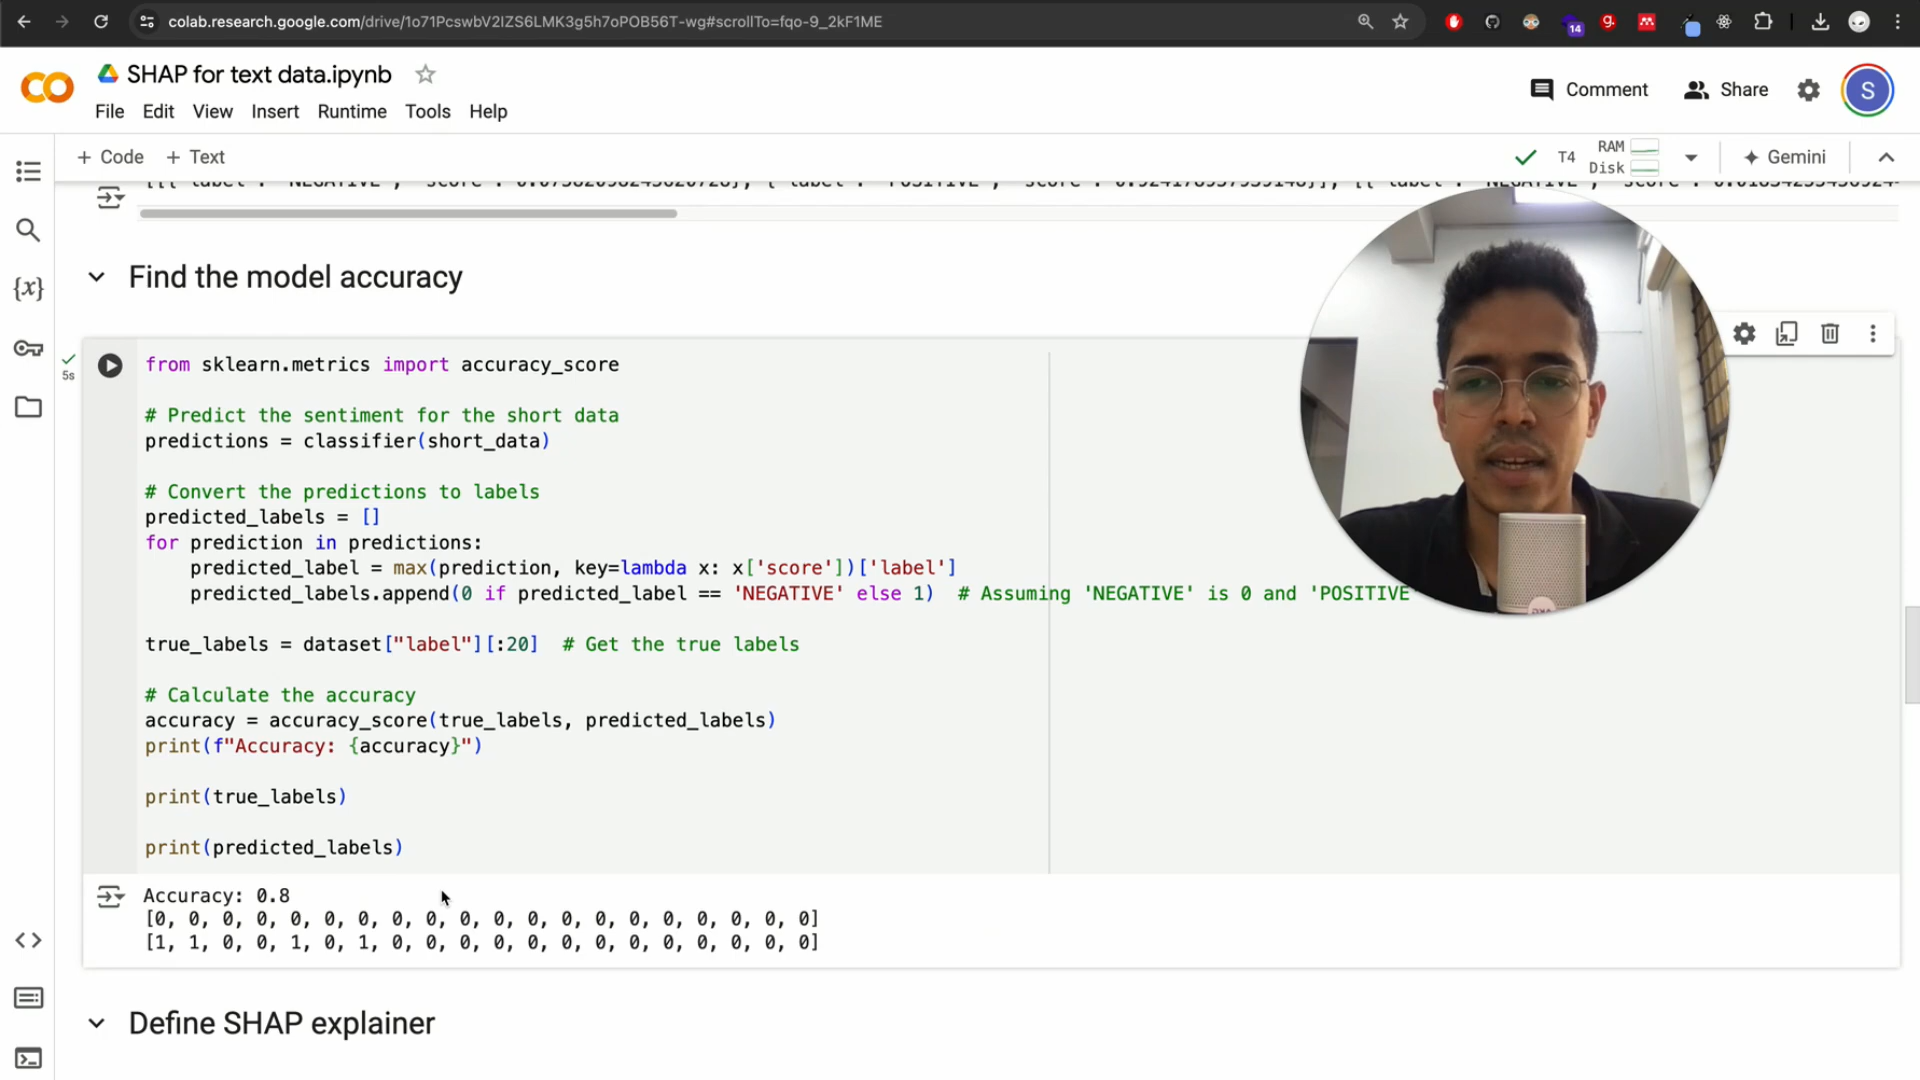 colab.research.google.com/drive/1o71PcswbV2IZS6LMK3g5h7oPOB56T-wg#scrollTo=fqo-9_2kF1ME
14
SHAP for text data.ipynb
Comment
Share
S
File Edit View Insert Runtime Tools Help
+ Code + Text
T4
RAM
Disk
Gemini
Find the model accuracy
5s
from sklearn.metrics import accuracy_score
# Predict the sentiment for the short data
predictions = classifier(short_data)
# Convert the predictions to labels
predicted_labels = []
for prediction in predictions:
predicted_label = max(prediction, key=lambda x: x['score'])['label']
predicted_labels.append(0 if predicted_label == 'NEGATIVE' else 1) # Assuming 'NEGATIVE' is 0 and 'POSITIVE'
true_labels = dataset["label"][:20] # Get the true labels
# Calculate the accuracy
accuracy = accuracy_score(true_labels, predicted_labels)
print(f"Accuracy: {accuracy}")
print(true_labels)
print(predicted_labels)
Accuracy: 0.8
[0, 0, 0, 0, 0, 0, 0, 0, 0, 0, 0, 0, 0, 0, 0, 0, 0, 0, 0, 0]
[1, 1, 0, 0, 1, 0, 1, 0, 0, 0, 0, 0, 0, 0, 0, 0, 0, 0, 0, 0]
Define SHAP explainer